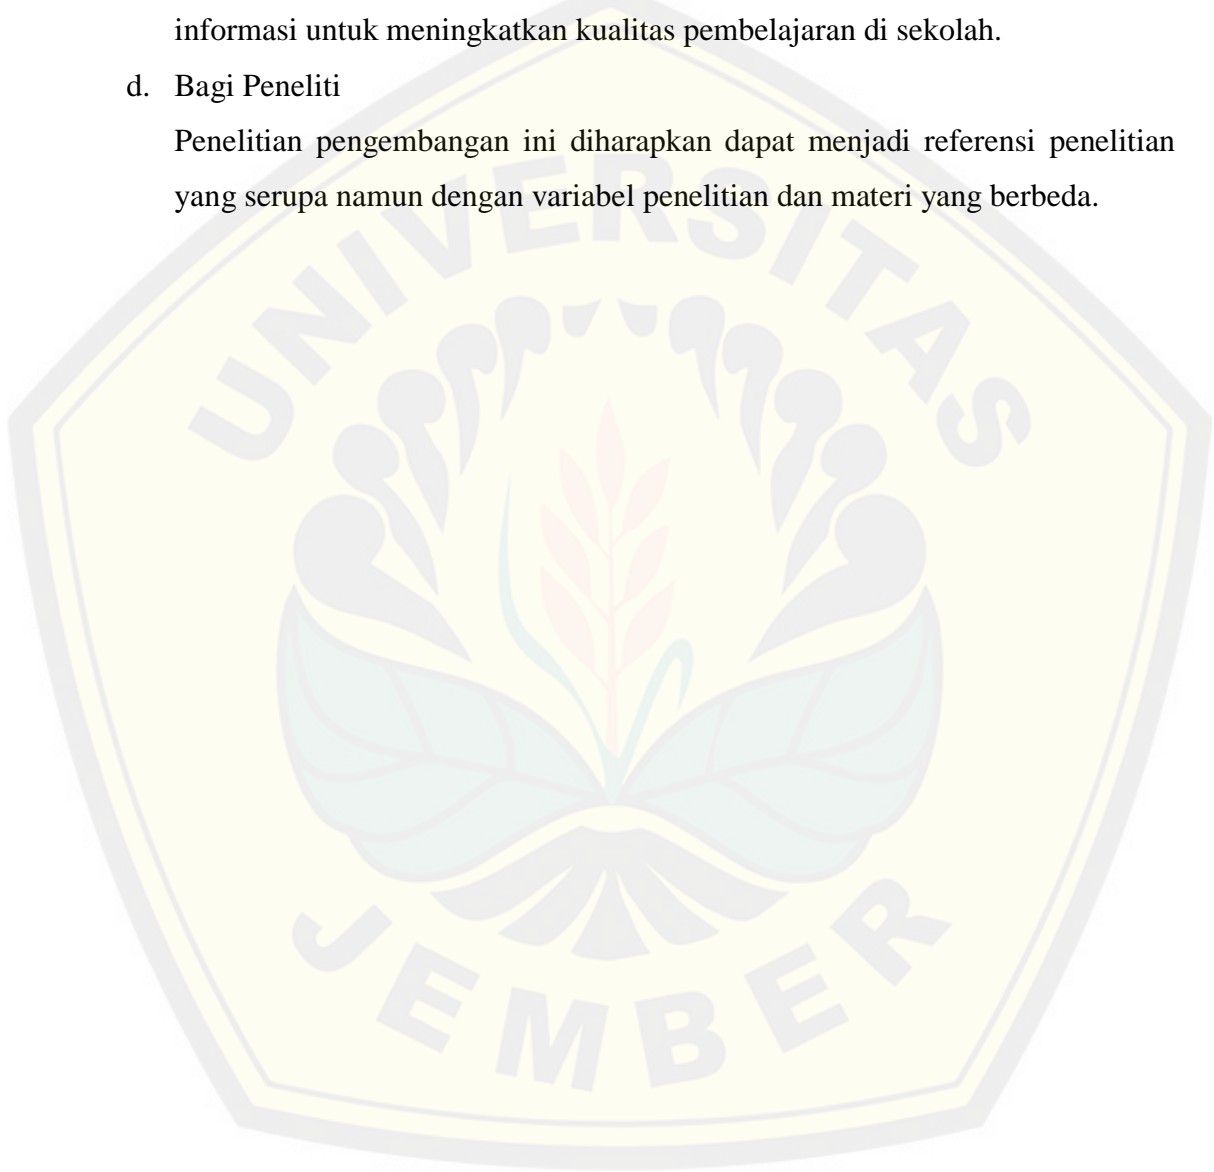 informasi untuk meningkatkan kualitas pembelajaran di sekolah.
d. Bagi Peneliti
Penelitian pengembangan ini diharapkan dapat menjadi referensi penelitian
yang serupa namun dengan variabel penelitian dan materi yang berbeda.
UNIVERSITAS
JEMBER